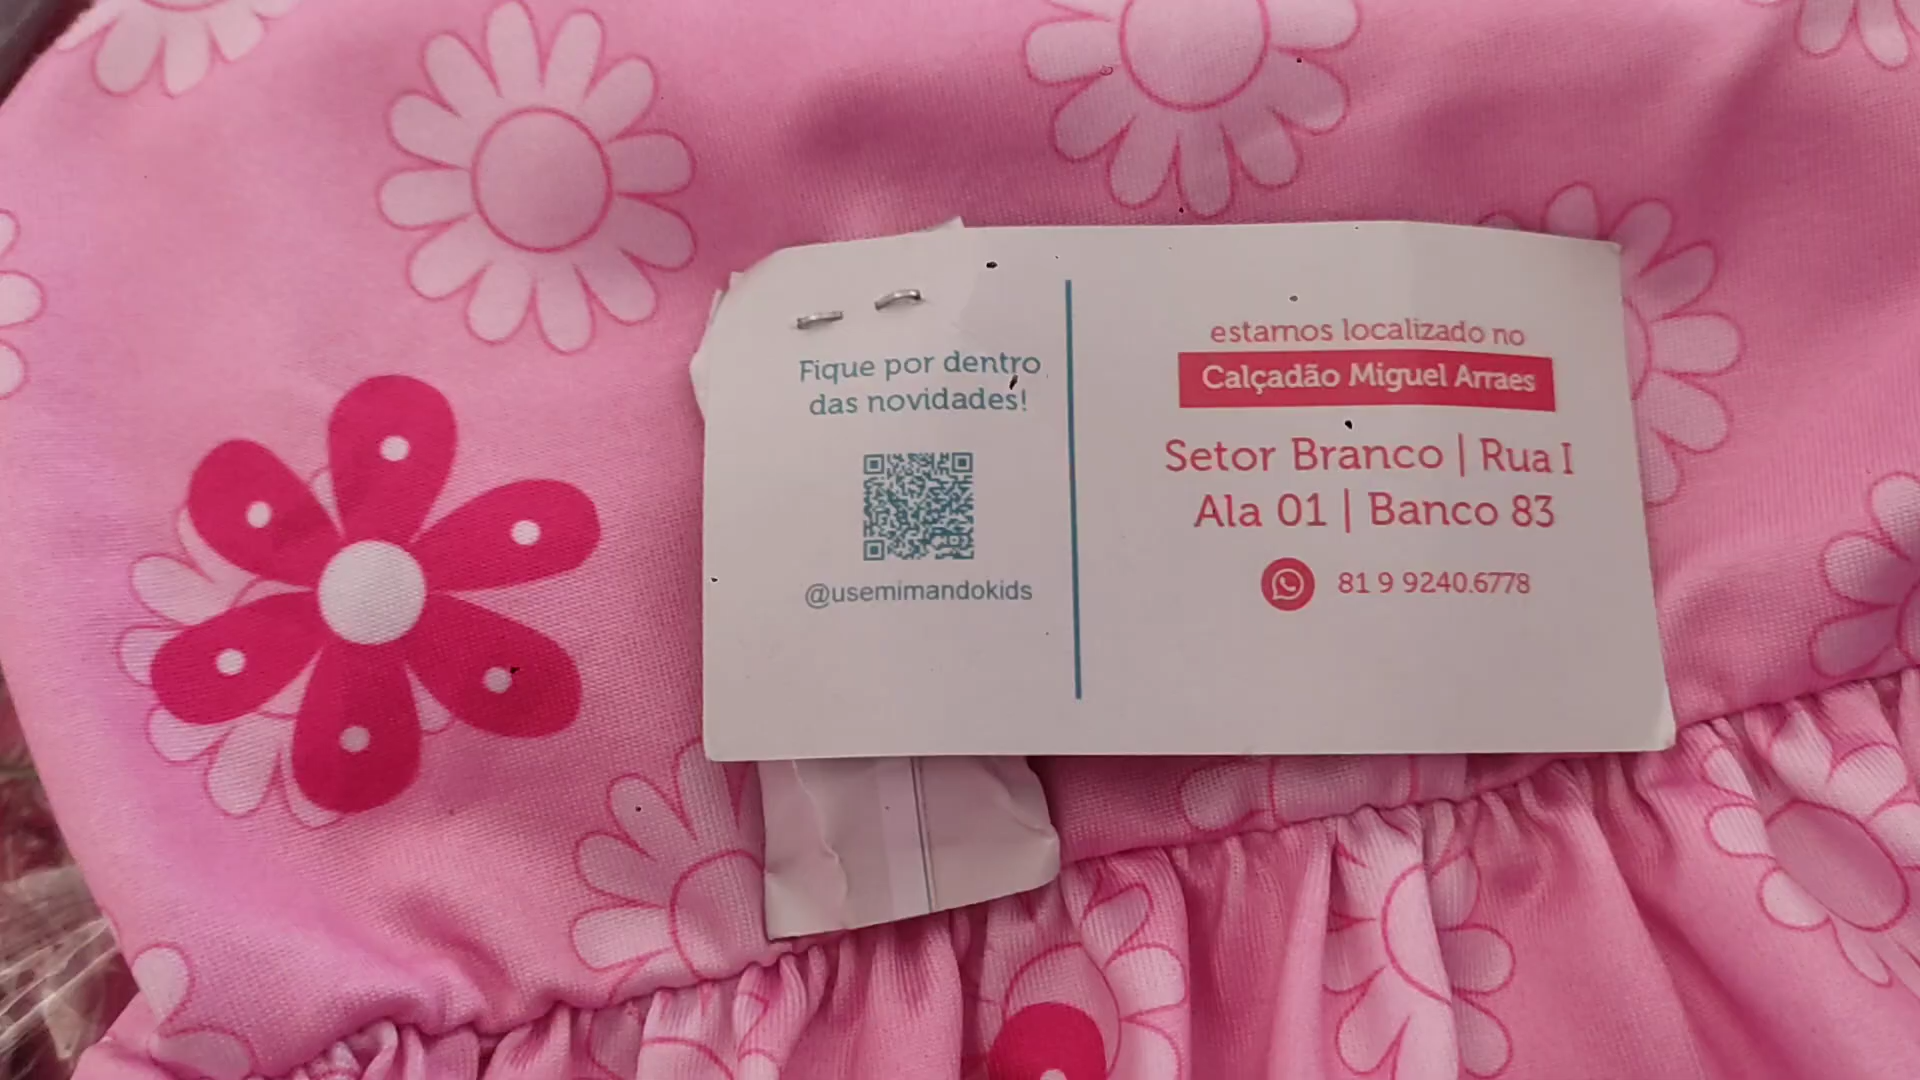 Fique por dentro
das novidades!
@usemimandokids
estamos localizado no
Calçadão Miguel Arraes
Setor Branco | Rua I
Ala 01 | Banco 83
81 9 9240.6778